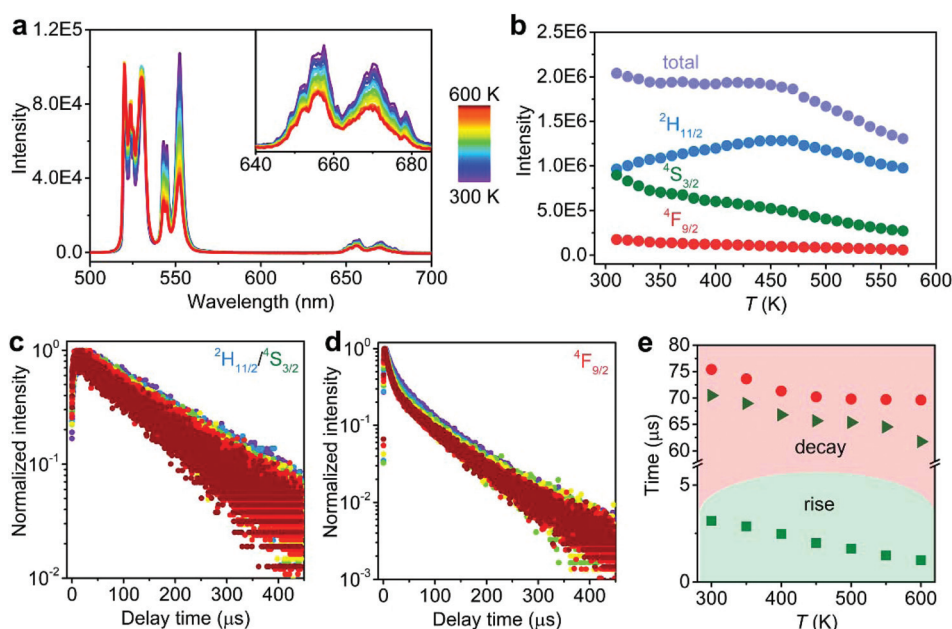 a
1.2E5
8.0E4
4.0E4
0.0
Intensity
500 550 600 650 700
Wavelength (nm)
640 660 680
600 K
300 K
b
2.5E6
2.0E6
1.5E6
1.0E6
5.0E5
0.0
Intensity
total
²H₁₁/₂
⁴S₃/₂
⁴F₉/₂
300 350 400 450 500 550 600
T (K)
c
10⁰
10⁻¹
10⁻²
Normalized intensity
²H₁₁/₂/⁴S₃/₂
0 100 200 300 400
Delay time (µs)
d
10⁰
10⁻¹
10⁻²
10⁻³
Normalized intensity
⁴F₉/₂
0 100 200 300 400
Delay time (µs)
e
80
75
70
65
60
5
0
Time (µs)
decay
rise
300 400 500 600
T (K)